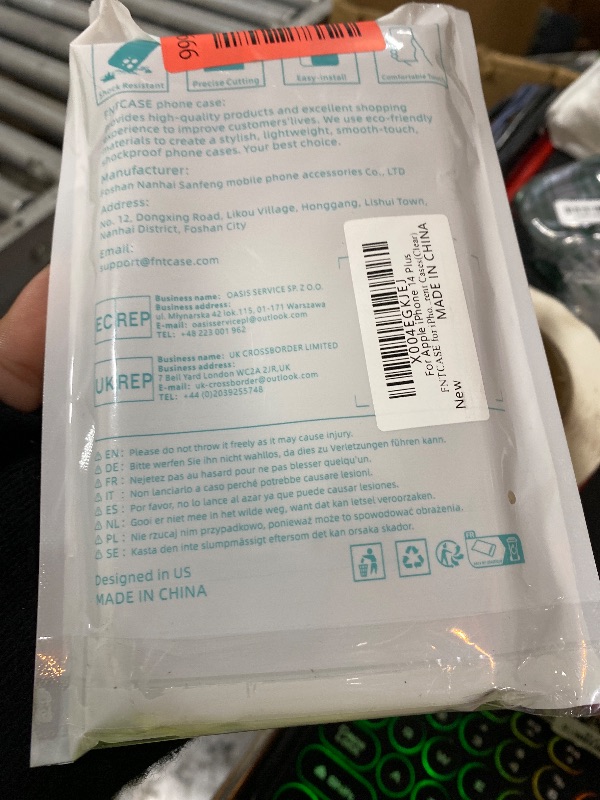 Shock Resistant
Precise Cutting
Easy-install
Comfortable
FNTCASE phone case:
provides high-quality products and excellent shopping
experience to improve customers'lives. We use eco-friendly
materials to create a stylish, lightweight, smooth-touch,
shockproof phone cases. Your best choice.
Manufacturer:
Foshan Nanhai Sanfeng mobile phone accessories Co., LTD
Address:
No. 12, Dongxing Road, Likou Village, Honggang, Lishui Town,
Nanhai District, Foshan City
Email:
support@fntcase.com
EC REP
Business name: OASIS SERVICE SP. Z O.O.
Business address:
ul. Mlynarska 42 lok.115, 01-171 Warszawa
E-mail: oasisservicepl@outlook.com
TEL: +48 223 001 962
UK REP
Business name: UK CROSSBORDER LIMITED
Business address:
7 Bell Yard London WC2A 2JR,UK
E-mail: uk-crossborder@outlook.com
TEL: +44 (0)2039255748
X004EGKJEJ
For Apple iPhone 14 Plus
FNTCASE for iPho...rent Cases(Clear)
MADE IN CHINA
New
EN: Please do not throw it freely as it may cause injury.
DE: Bitte werfen Sie ihn nicht wahllos, da dies zu Verletzungen führen kann.
FR: Nejetez pas au hasard pour ne pas blesser quelqu'un.
IT : Non lanciarlo a caso perché potrebbe causare lesioni.
ES: Por favor, no lo lance al azar ya que puede causar lesiones.
NL: Gooi er niet mee in het wilde weg, want dat kan letsel veroorzaken.
PL: Nie rzucaj nim przypadkowo, ponieważ może to spowodować obrażenia.
SE: Kasta den inte slumpmässigt eftersom det kan orsaka skador.
FR
Designed in US
MADE IN CHINA
Shift
A